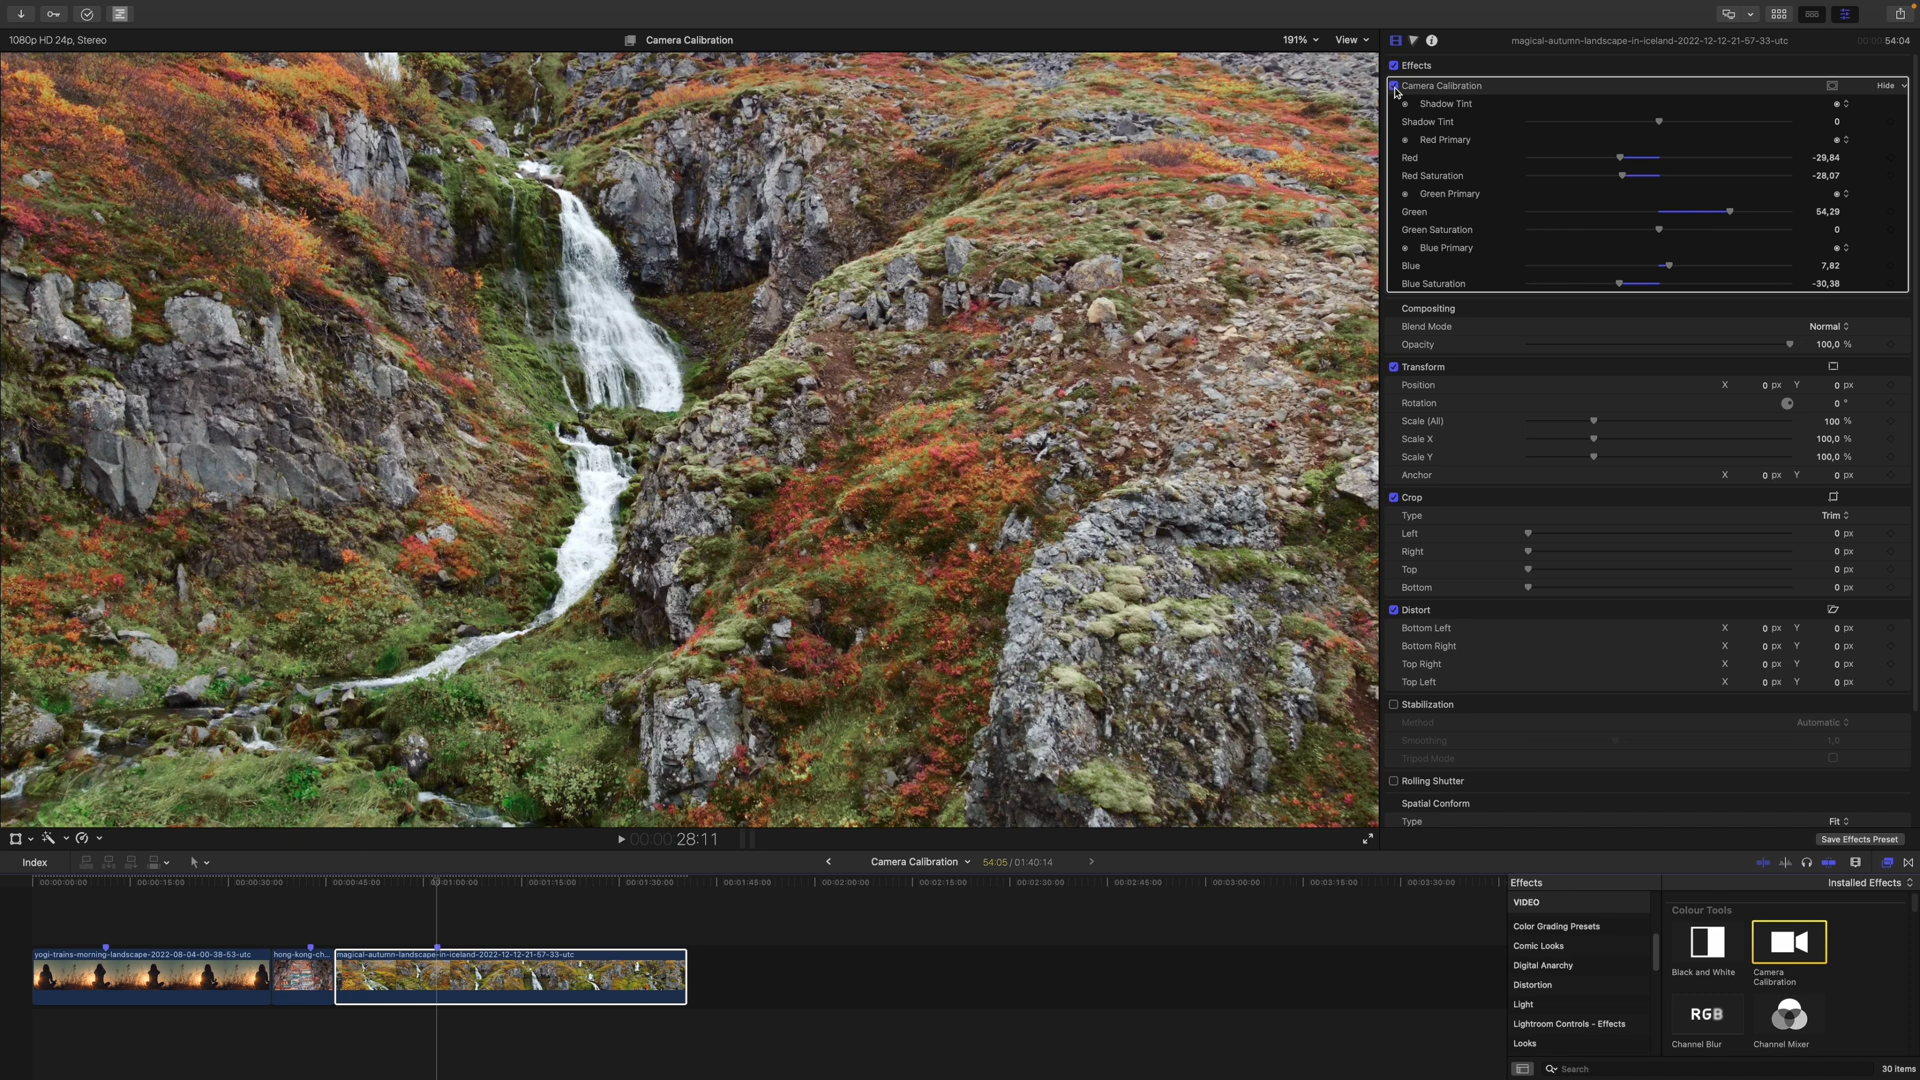 1080p HD 24p, Stereo
Camera Calibration
191%
View
magical-autumn-landscape-in-iceland-2022-12-12-21-57-33-utc
00:00:54:04
Effects
Camera Calibration
Hide
Shadow Tint
Shadow Tint 0
Red Primary
Red -29,84
Red Saturation -28,07
Green Primary
Green 54,29
Green Saturation 0
Blue Primary
Blue 7,82
Blue Saturation -30,38
Compositing
Blend Mode Normal
Opacity 100,0 %
Transform
Position X 0 px Y 0 px
Rotation 0 °
Scale (All) 100 %
Scale X 100,0 %
Scale Y 100,0 %
Anchor X 0 px Y 0 px
Crop
Type Trim
Left 0 px
Right 0 px
Top 0 px
Bottom 0 px
Distort
Bottom Left X 0 px Y 0 px
Bottom Right X 0 px Y 0 px
Top Right X 0 px Y 0 px
Top Left X 0 px Y 0 px
Stabilization
Method Automatic
Smoothing 1,0
Tripod Mode
Rolling Shutter
Spatial Conform
Type Fit
00:00:28:11
Save Effects Preset
Index
Camera Calibration
54:05 / 01:40:14
00:00:00:00 00:00:15:00 00:00:30:00 00:00:45:00 00:01:00:00 00:01:15:00 00:01:30:00 00:01:45:00 00:02:00:00 00:02:15:00 00:02:30:00 00:02:45:00 00:03:00:00 00:03:15:00 00:03:30:00
yogi-trains-morning-landscape-2022-08-04-00-38-53-utc
hong-kong-ch...
magical-autumn-landscape-in-iceland-2022-12-12-21-57-33-utc
Effects
Installed Effects
VIDEO
Color Grading Presets
Comic Looks
Digital Anarchy
Distortion
Light
Lightroom Controls - Effects
Looks
Colour Tools
Black and White
Camera
Calibration
RGB
Channel Blur
Channel Mixer
Search
30 items